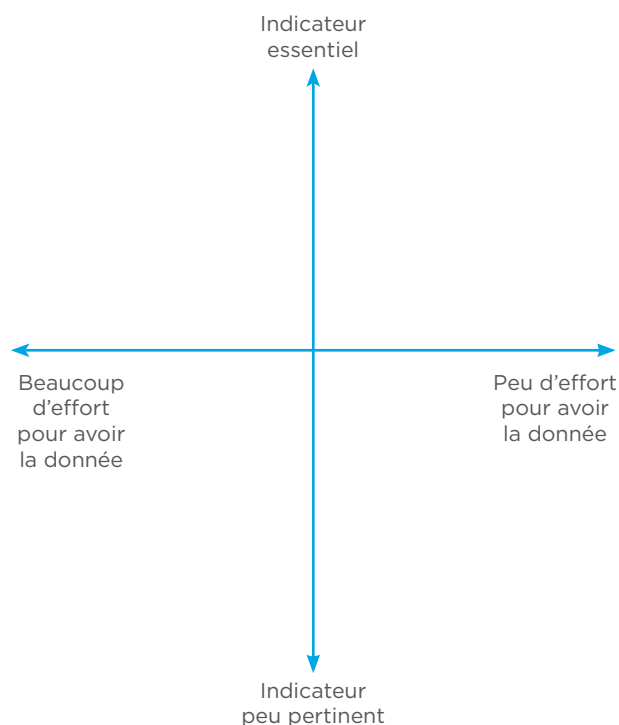 Indicateur
essentiel
Beaucoup
d’effort
pour avoir
la donnée
Peu d’effort
pour avoir
la donnée
Indicateur
peu pertinent